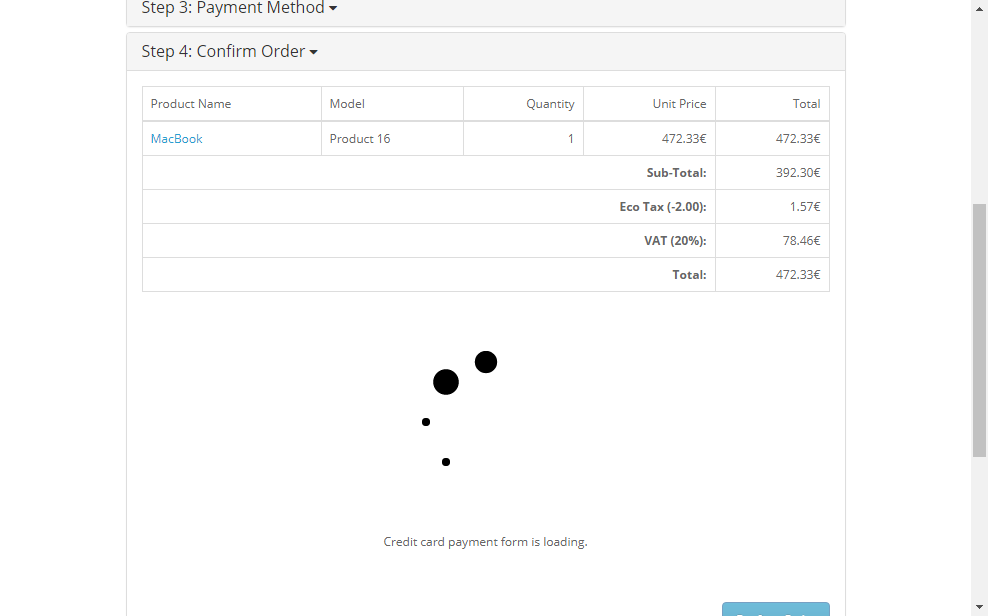 Step 3: Payment Method
Step 4: Confirm Order
Product Name Model Quantity Unit Price Total
MacBook Product 16 1 472.33€ 472.33€
Sub-Total: 392.30€
Eco Tax (-2.00): 1.57€
VAT (20%): 78.46€
Total: 472.33€
Credit card payment form is loading.